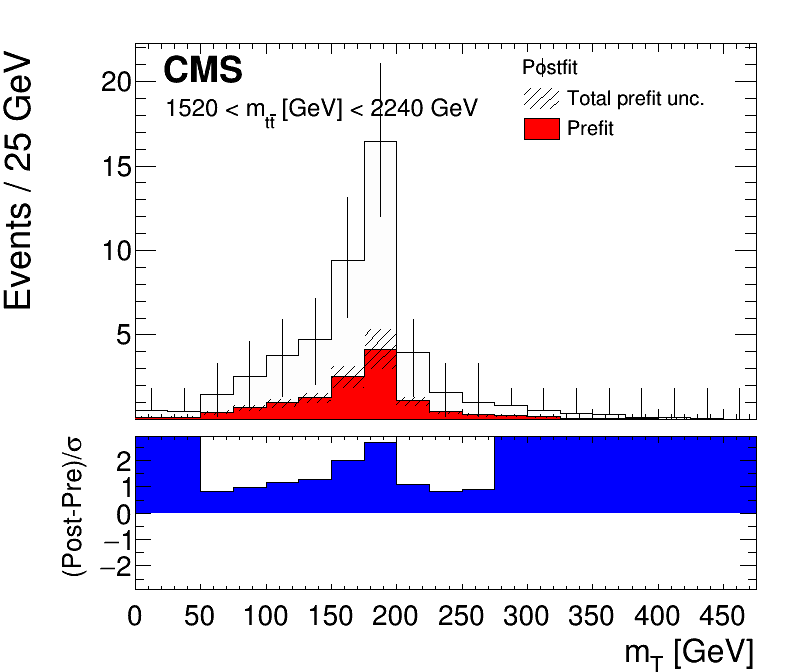 CMS
1520 < m_tt̄ [GeV] < 2240 GeV
Postfit
Total prefit unc.
Prefit
Events / 25 GeV
20
15
10
5
(Post-Pre)/σ
2
1
0
−1
−2
0 50 100 150 200 250 300 350 400 450
m_T [GeV]